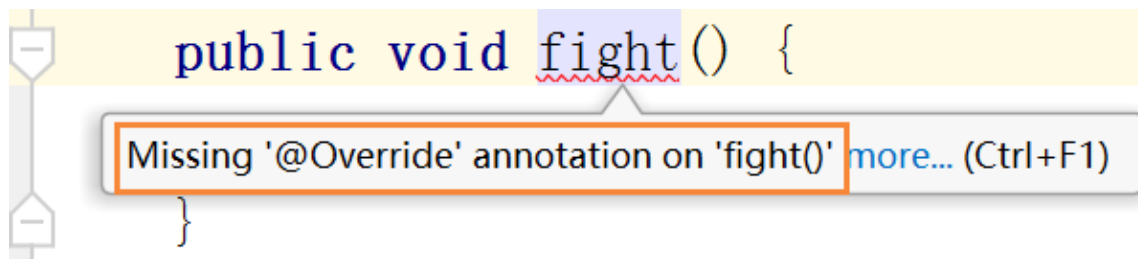 public void fight() {
Missing '@Override' annotation on 'fight()' more... (Ctrl+F1)
}